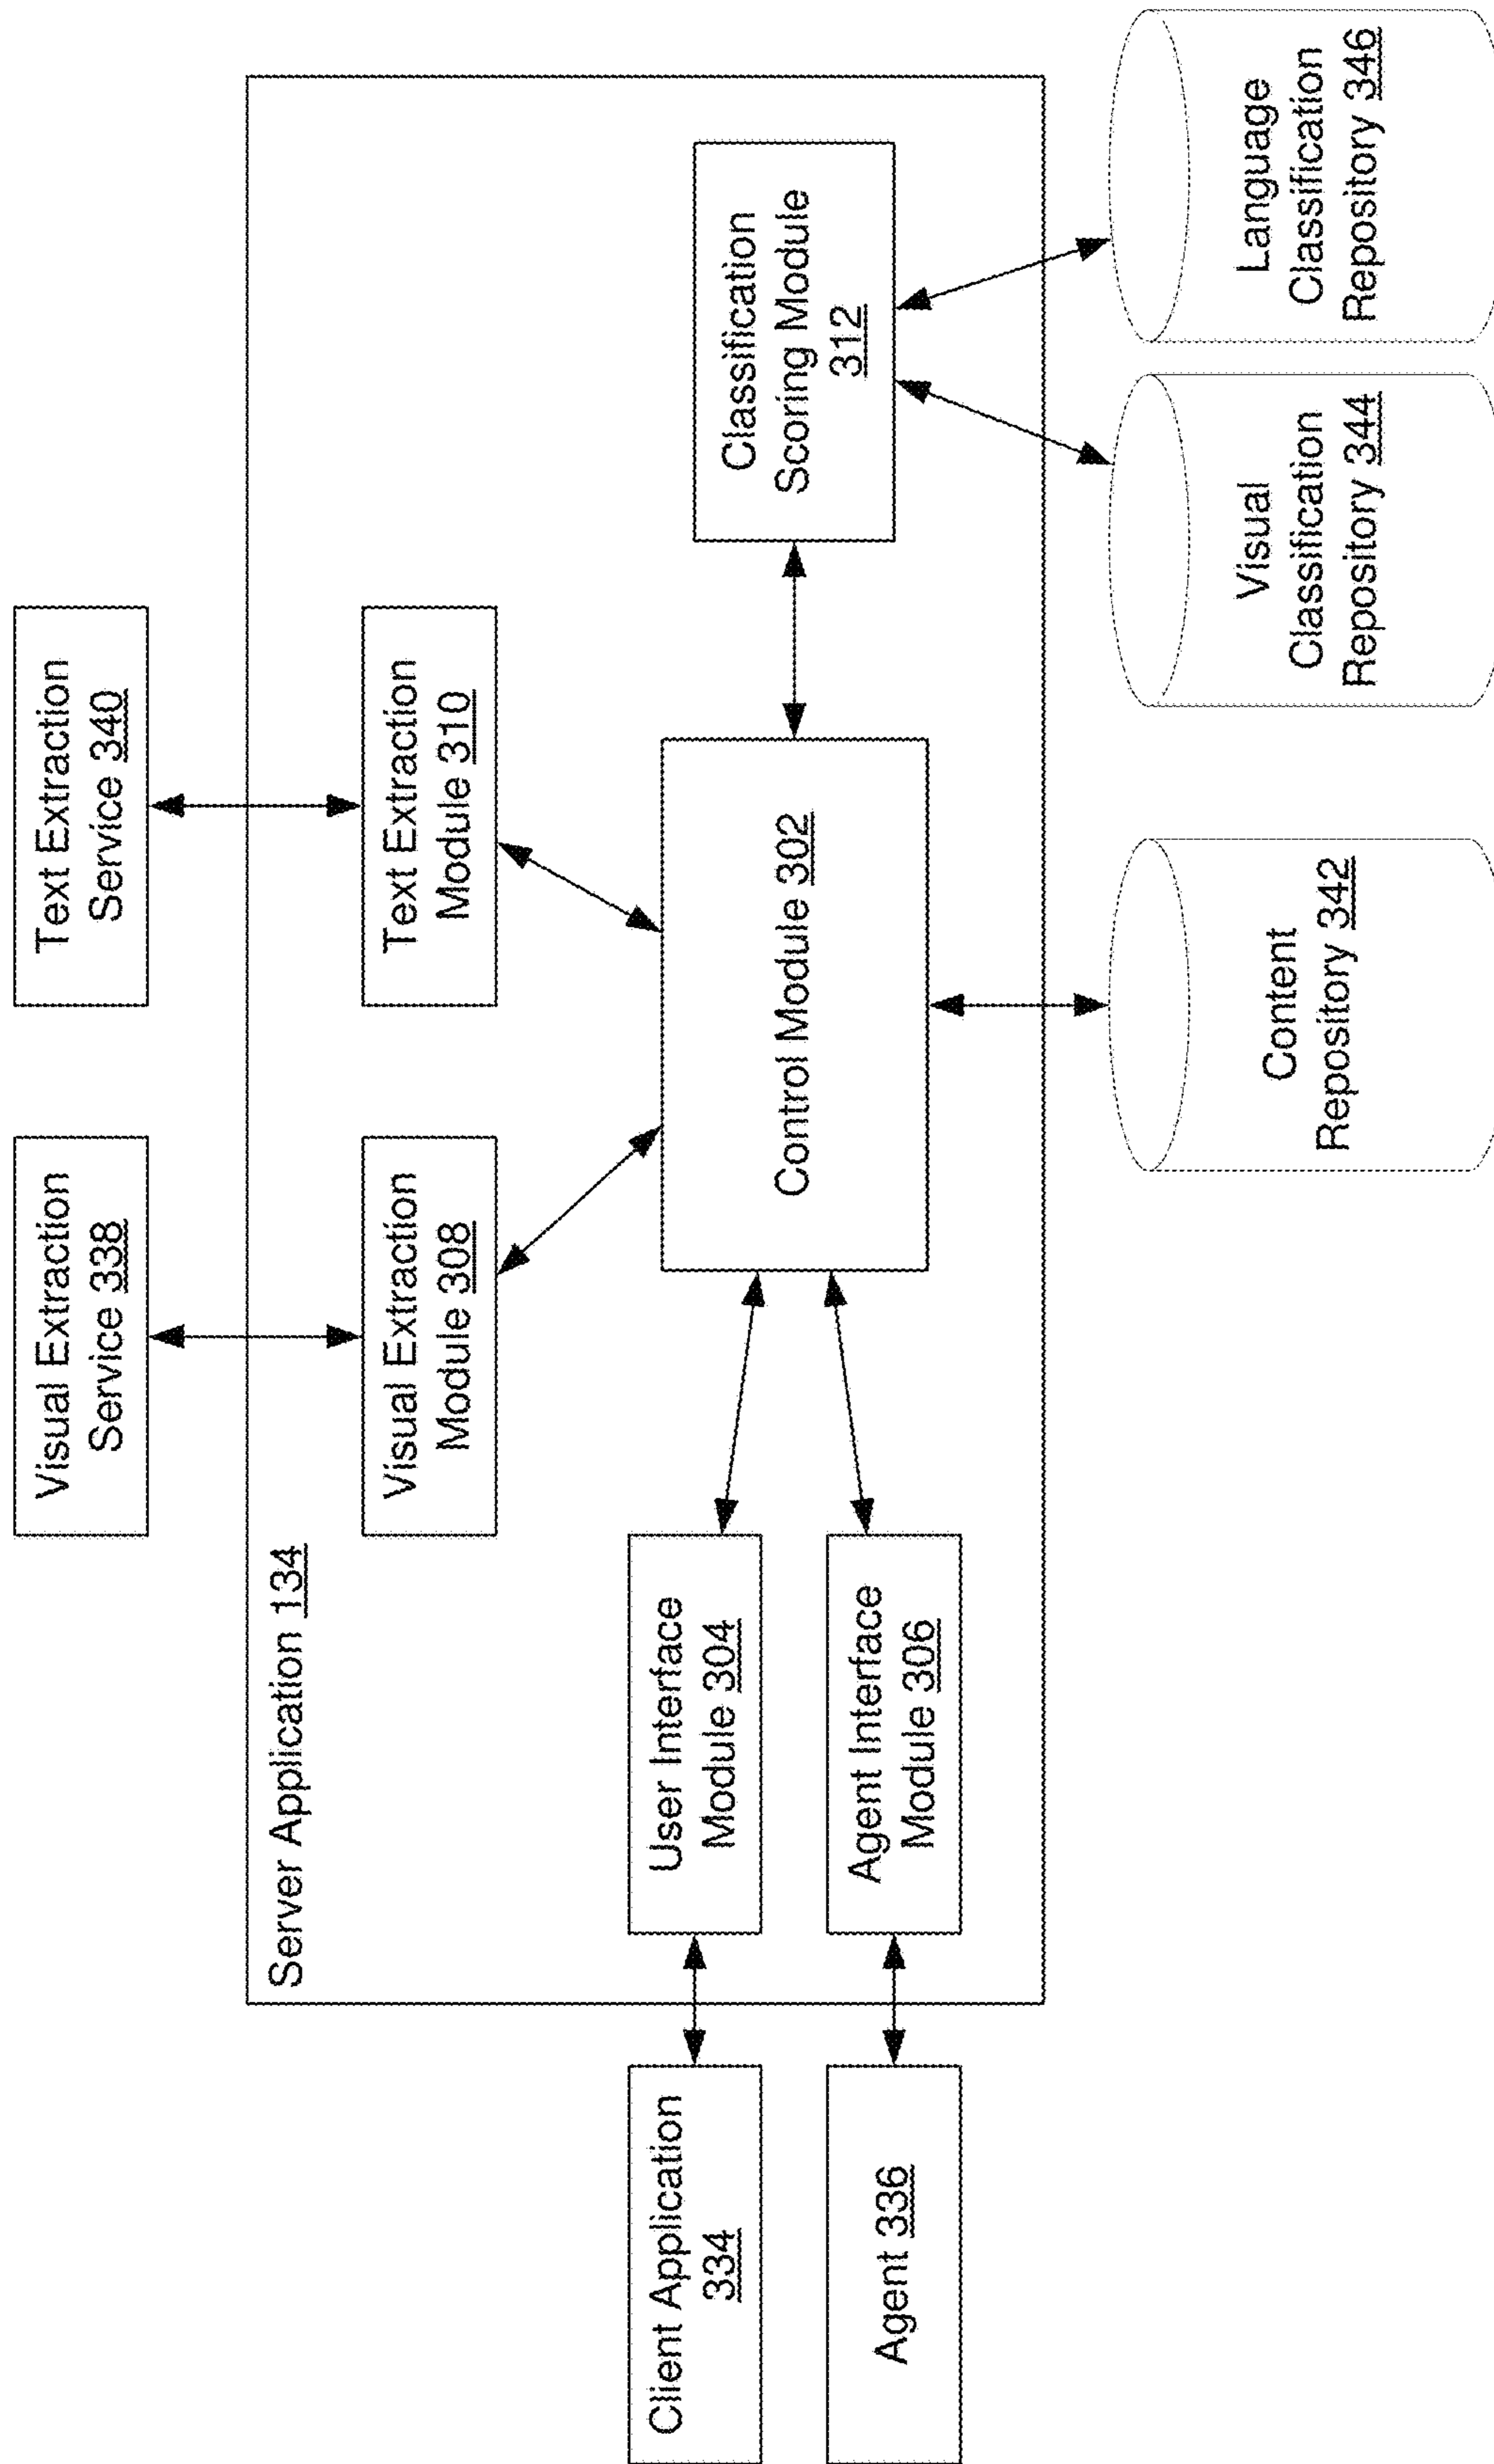 Visual Extraction
Service 338
Text Extraction
Service 340
Server Application 134
Visual Extraction
Module 308
Text Extraction
Module 310
Client Application
334
User Interface
Module 304
Agent 336
Agent Interface
Module 306
Control Module 302
Classification
Scoring Module
312
Content
Repository 342
Visual
Classification
Repository 344
Language
Classification
Repository 346